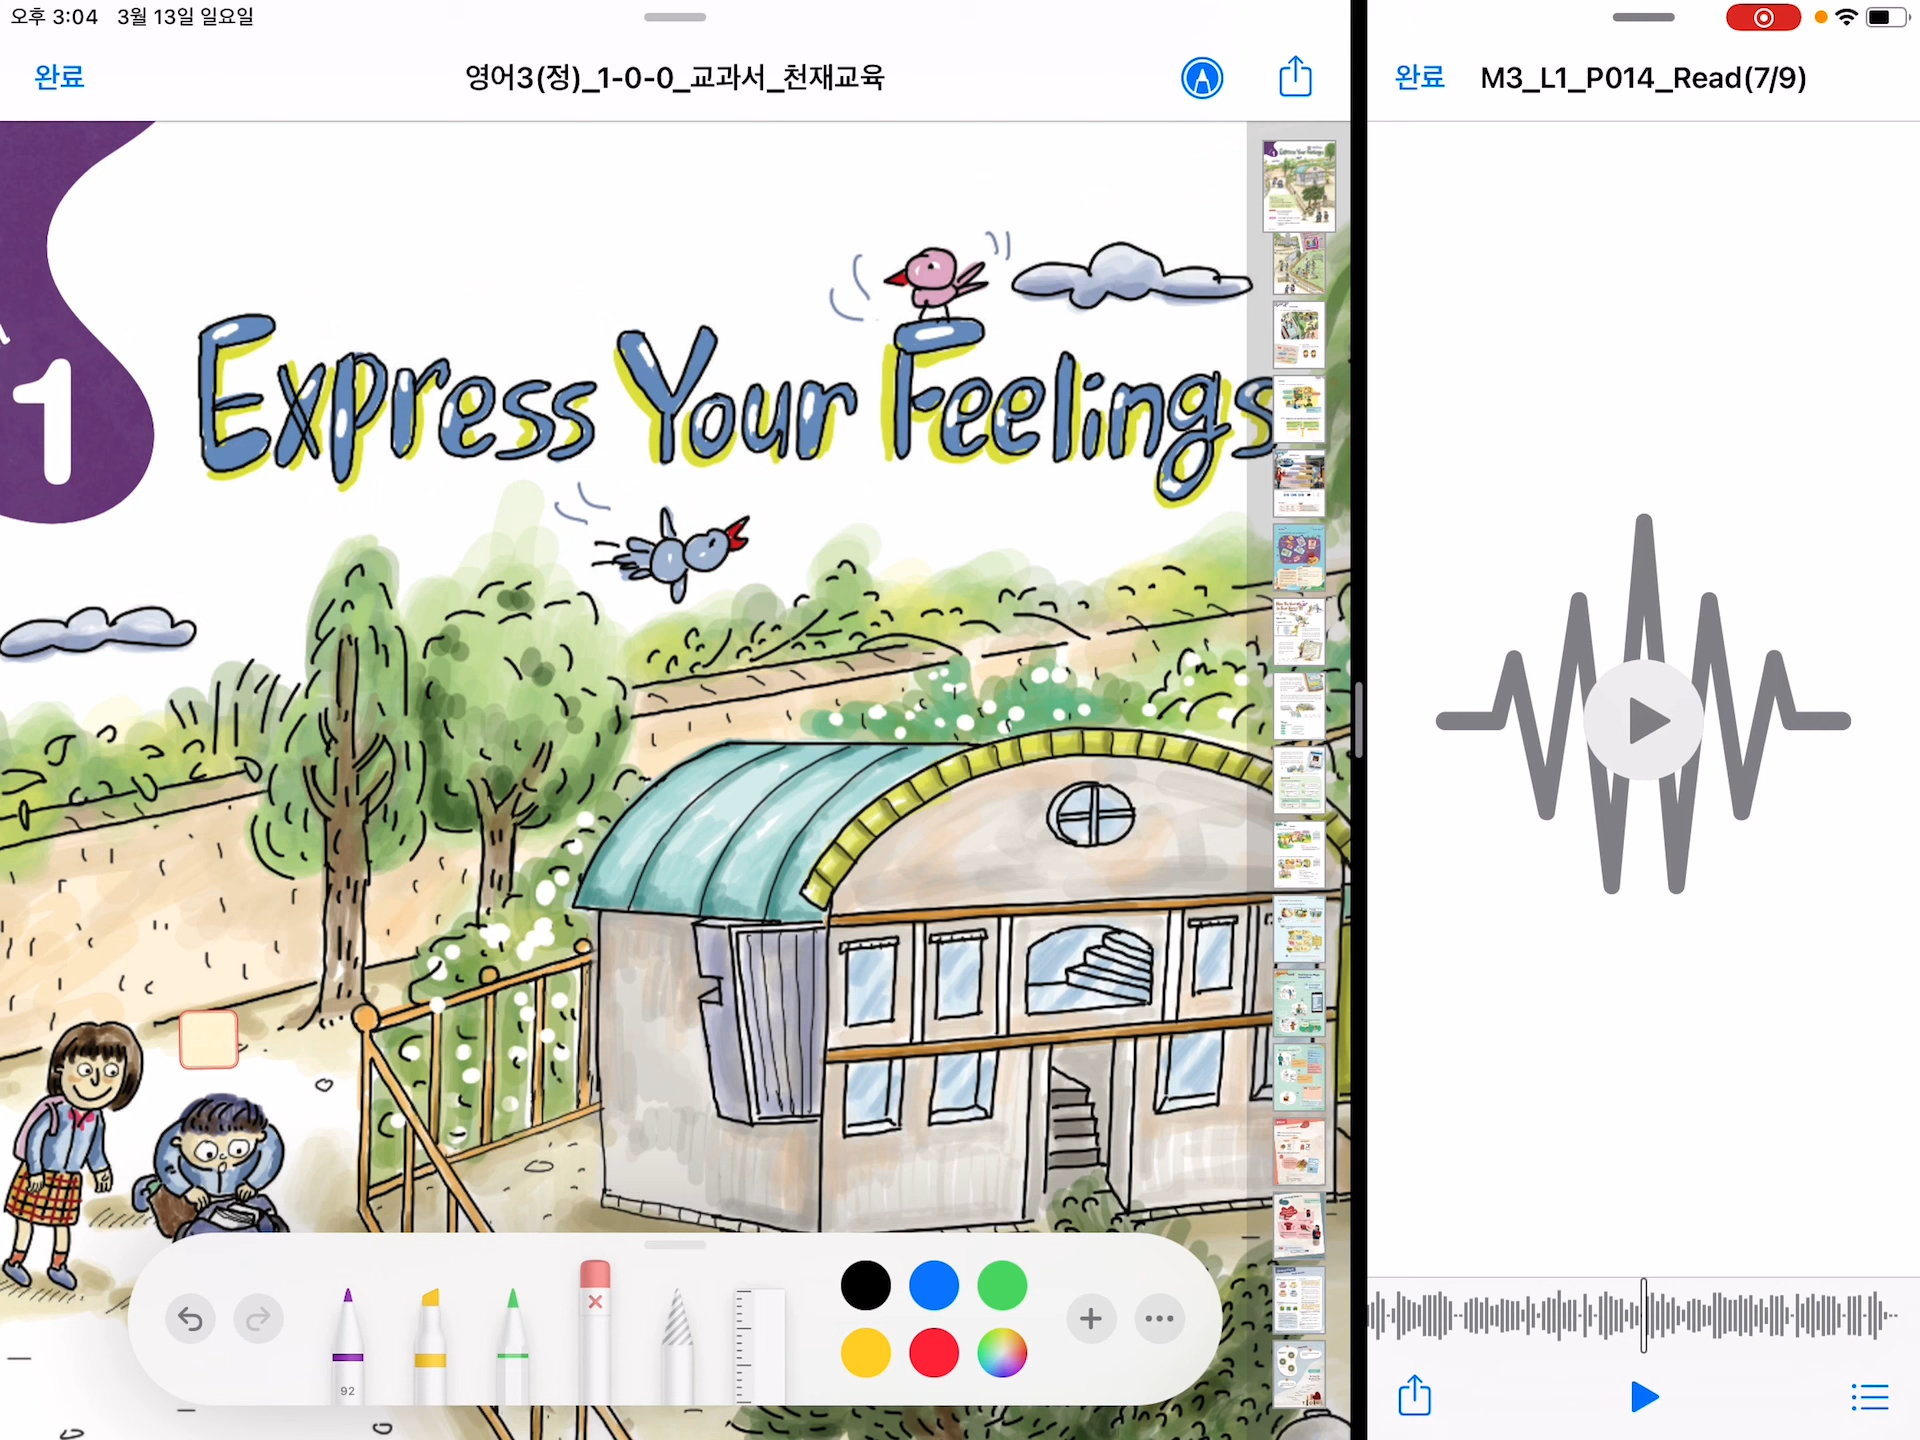 오후 3:04 3월 13일 일요일
완료
영어3(정)_1-0-0_교과서_천재교육
완료
M3_L1_P014_Read(7/9)
1
Express Your Feelings
92